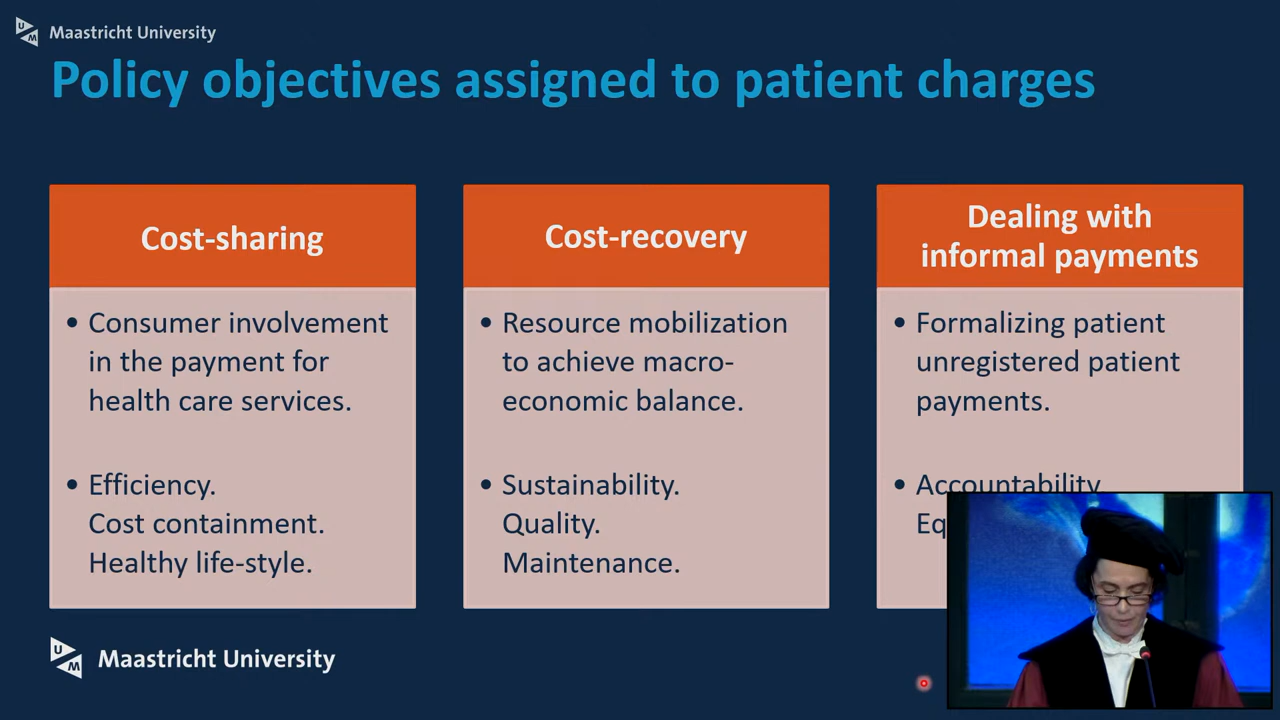 Maastricht University
Policy objectives assigned to patient charges
Cost-sharing
• Consumer involvement
in the payment for
health care services.
• Efficiency.
Cost containment.
Healthy life-style.
Cost-recovery
• Resource mobilization
to achieve macro-
economic balance.
• Sustainability.
Quality.
Maintenance.
Dealing with
informal payments
• Formalizing patient
unregistered patient
payments.
• Accountability
UM Maastricht University